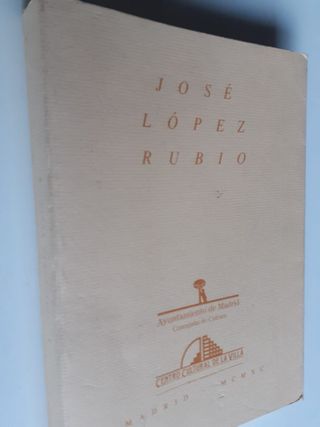 JOSÉ
LÓPEZ
RUBIO
Ayuntamiento de Madrid
Concejalía de Cultura
CENTRO CULTURAL DE LA VILLA
MADRID MCMXC